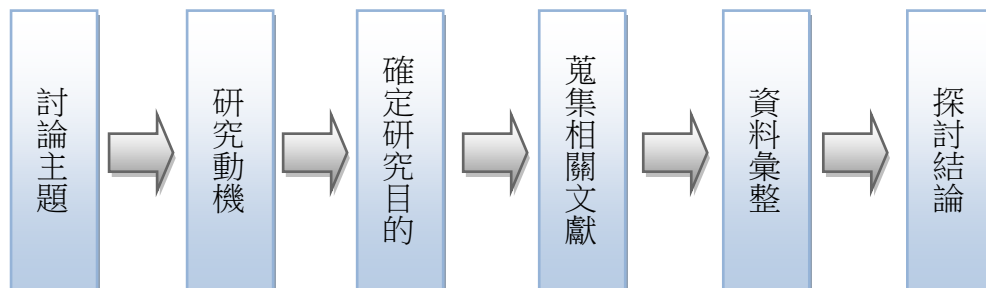 討論主題
研究動機
確定研究目的
蒐集相關文獻
資料彙整
探討結論